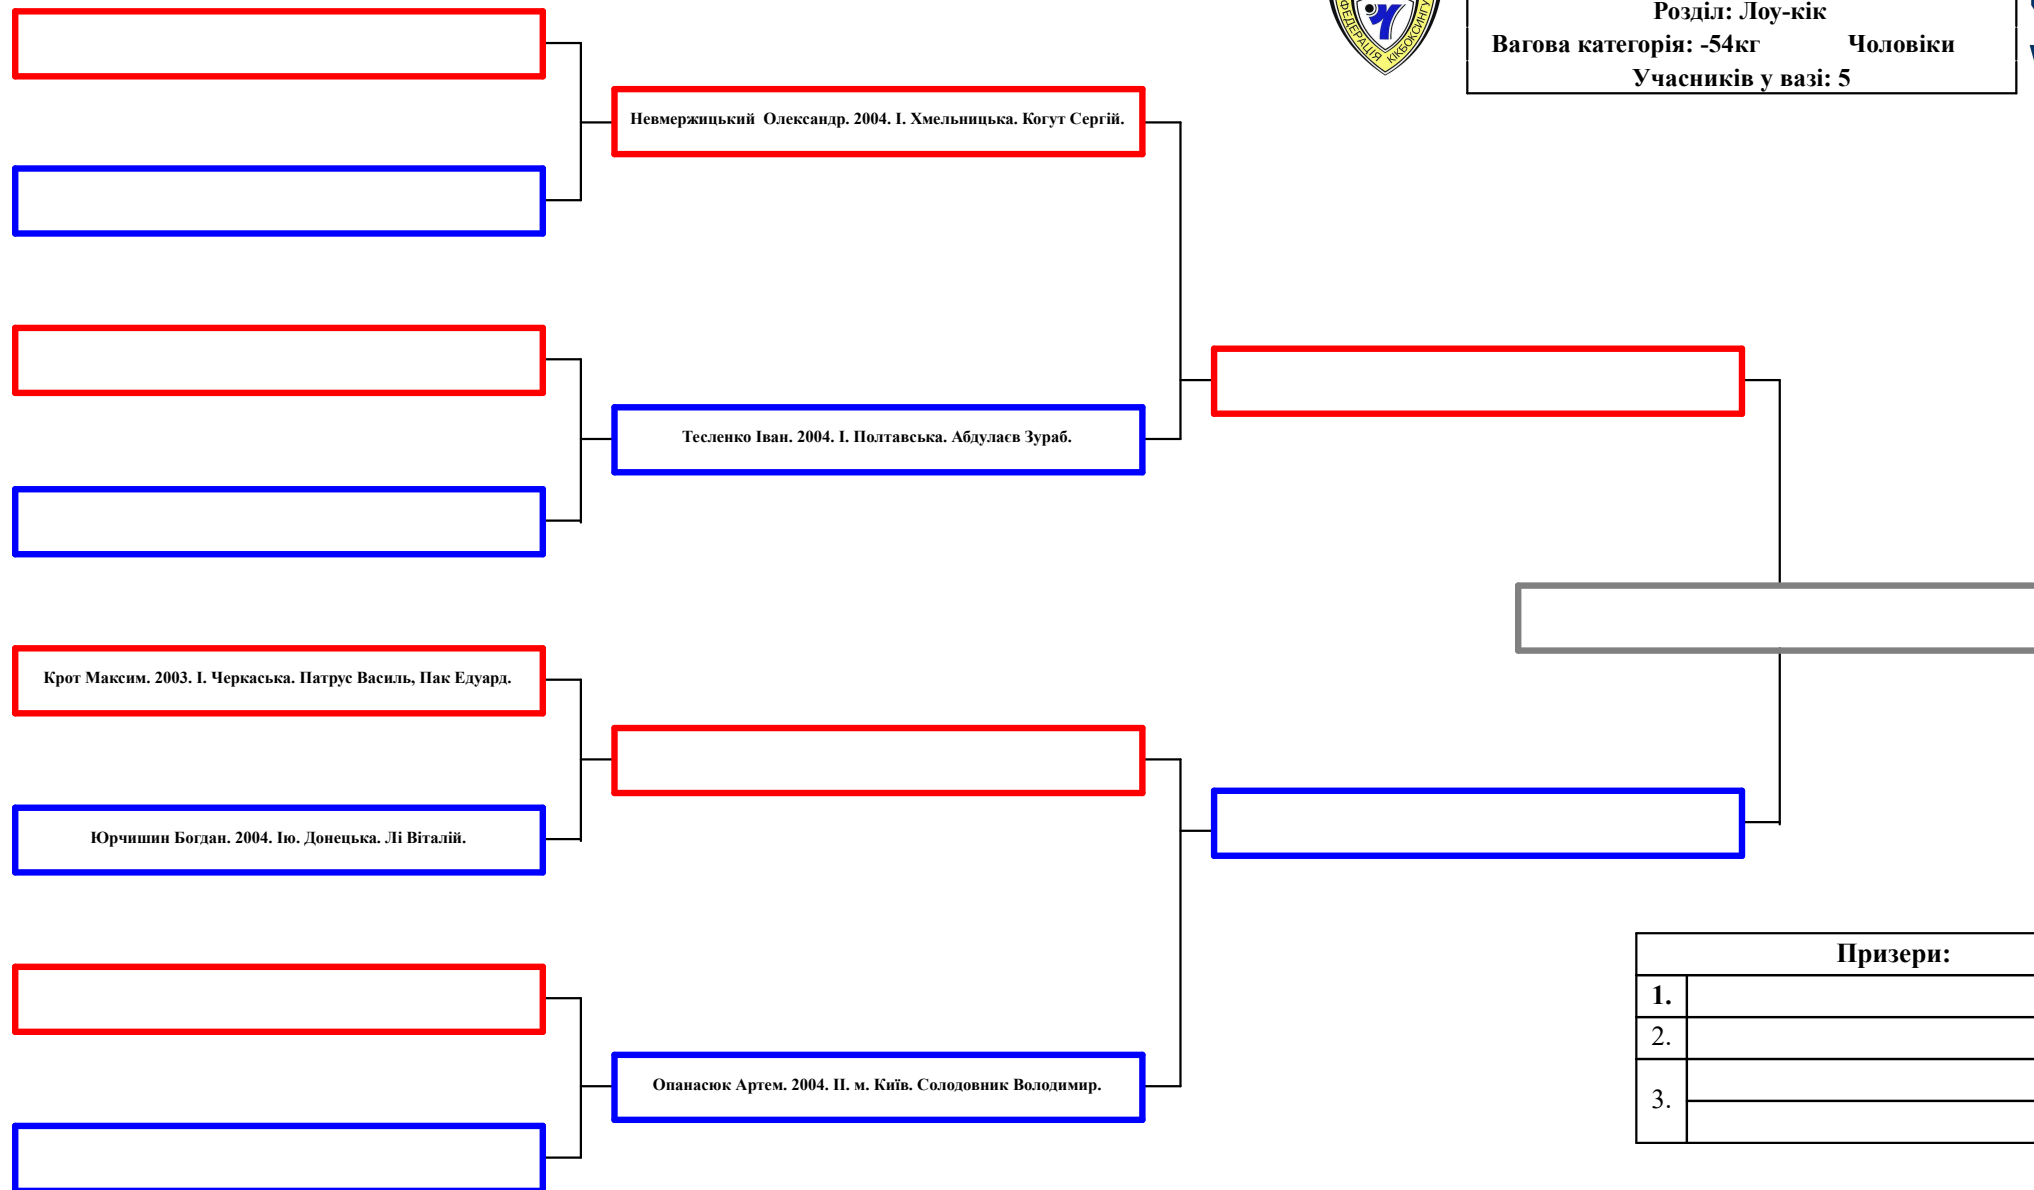 ФЕДЕРАЦІЯ КІКБОКСИНГУ
Розділ: Лоу-кік
Вагова категорія: -54кг Чоловіки
Учасників у вазі: 5
Невмержицький Олександр. 2004. І. Хмельницька. Когут Сергій.
Тесленко Іван. 2004. І. Полтавська. Абдулаєв Зураб.
Крот Максим. 2003. І. Черкаська. Патрус Василь, Пак Едуард.
Юрчишин Богдан. 2004. Ію. Донецька. Лі Віталій.
Опанасюк Артем. 2004. ІІ. м. Київ. Солодовник Володимир.
Призери:
1.
2.
3.